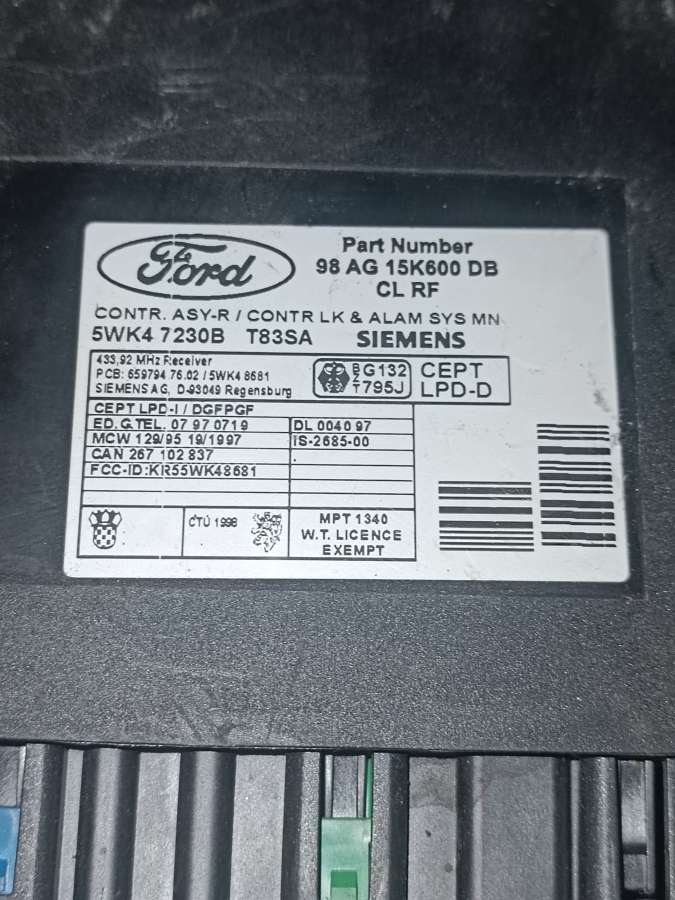 Ford
Part Number
98 AG 15K600 DB
CL RF
CONTR. ASY-R / CONTR LK & ALAM SYS MN
5WK4 7230B T83SA SIEMENS
433,92 MHz Receiver
PCB: 659794 76.02 / 5WK4 8681
SIEMENS AG, D-93049 Regensburg
BZT
G132
795J
CEPT
LPD-D
CEPT LPD-I / DGFPGF
ED. G.TEL. 07 97 0719
DL 0040 97
MCW 129/95 19/1997
IS-2685-00
CAN 267 102 837
FCC-ID:KR55WK48681
ČTÚ 1998
MPT 1340
W.T. LICENCE
EXEMPT